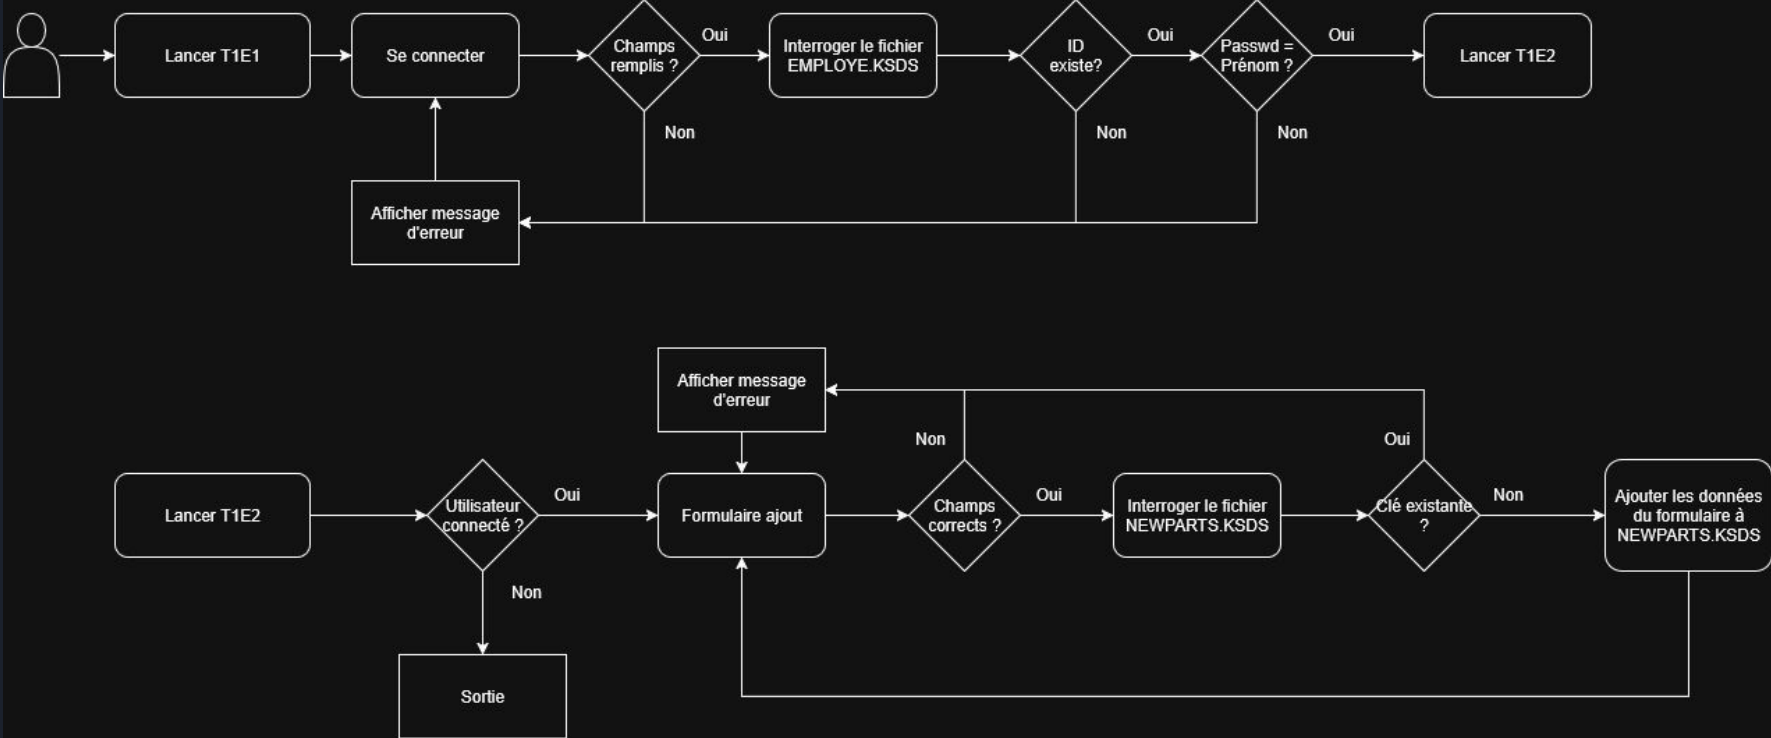 Lancer T1E1
Se connecter
Champs
remplis ?
Oui
Interroger le fichier
EMPLOYE.KSDS
ID
existe?
Oui
Passwd =
Prénom ?
Oui
Lancer T1E2
Non
Non
Non
Afficher message
d'erreur
Afficher message
d'erreur
Non
Oui
Lancer T1E2
Utilisateur
connecté ?
Oui
Formulaire ajout
Champs
corrects ?
Oui
Interroger le fichier
NEWPARTS.KSDS
Clé existante
?
Non
Ajouter les données
du formulaire à
NEWPARTS.KSDS
Non
Sortie